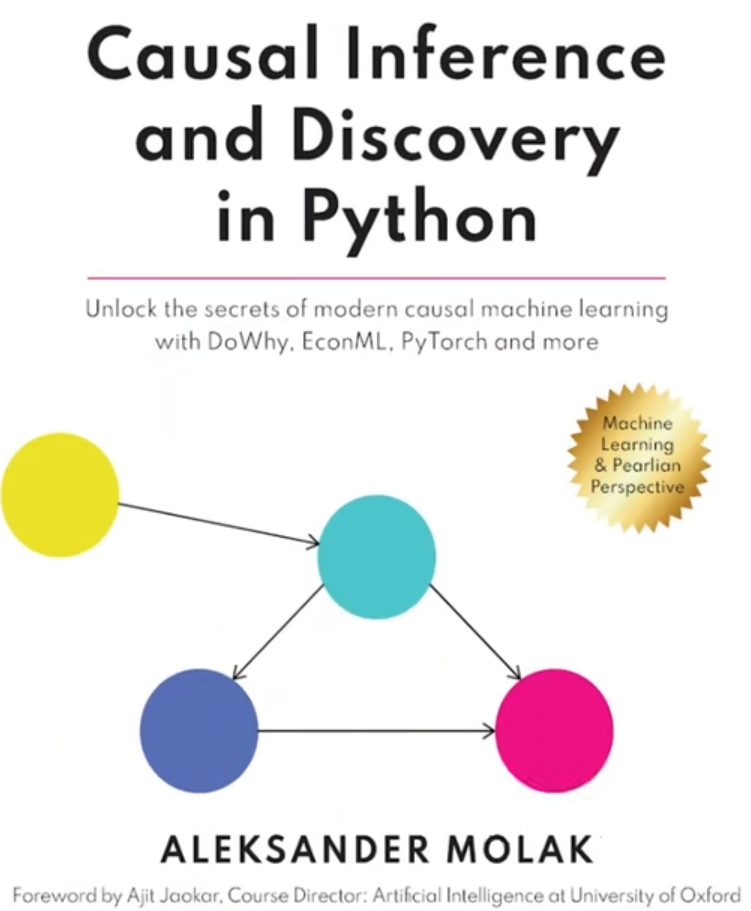 Causal Inference
and Discovery
in Python
Unlock the secrets of modern causal machine learning
with DoWhy, EconML, PyTorch and more
Machine
Learning
& Pearlian
Perspective
ALEKSANDER MOLAK
Foreword by Ajit Jaokar, Course Director: Artificial Intelligence at University of Oxford